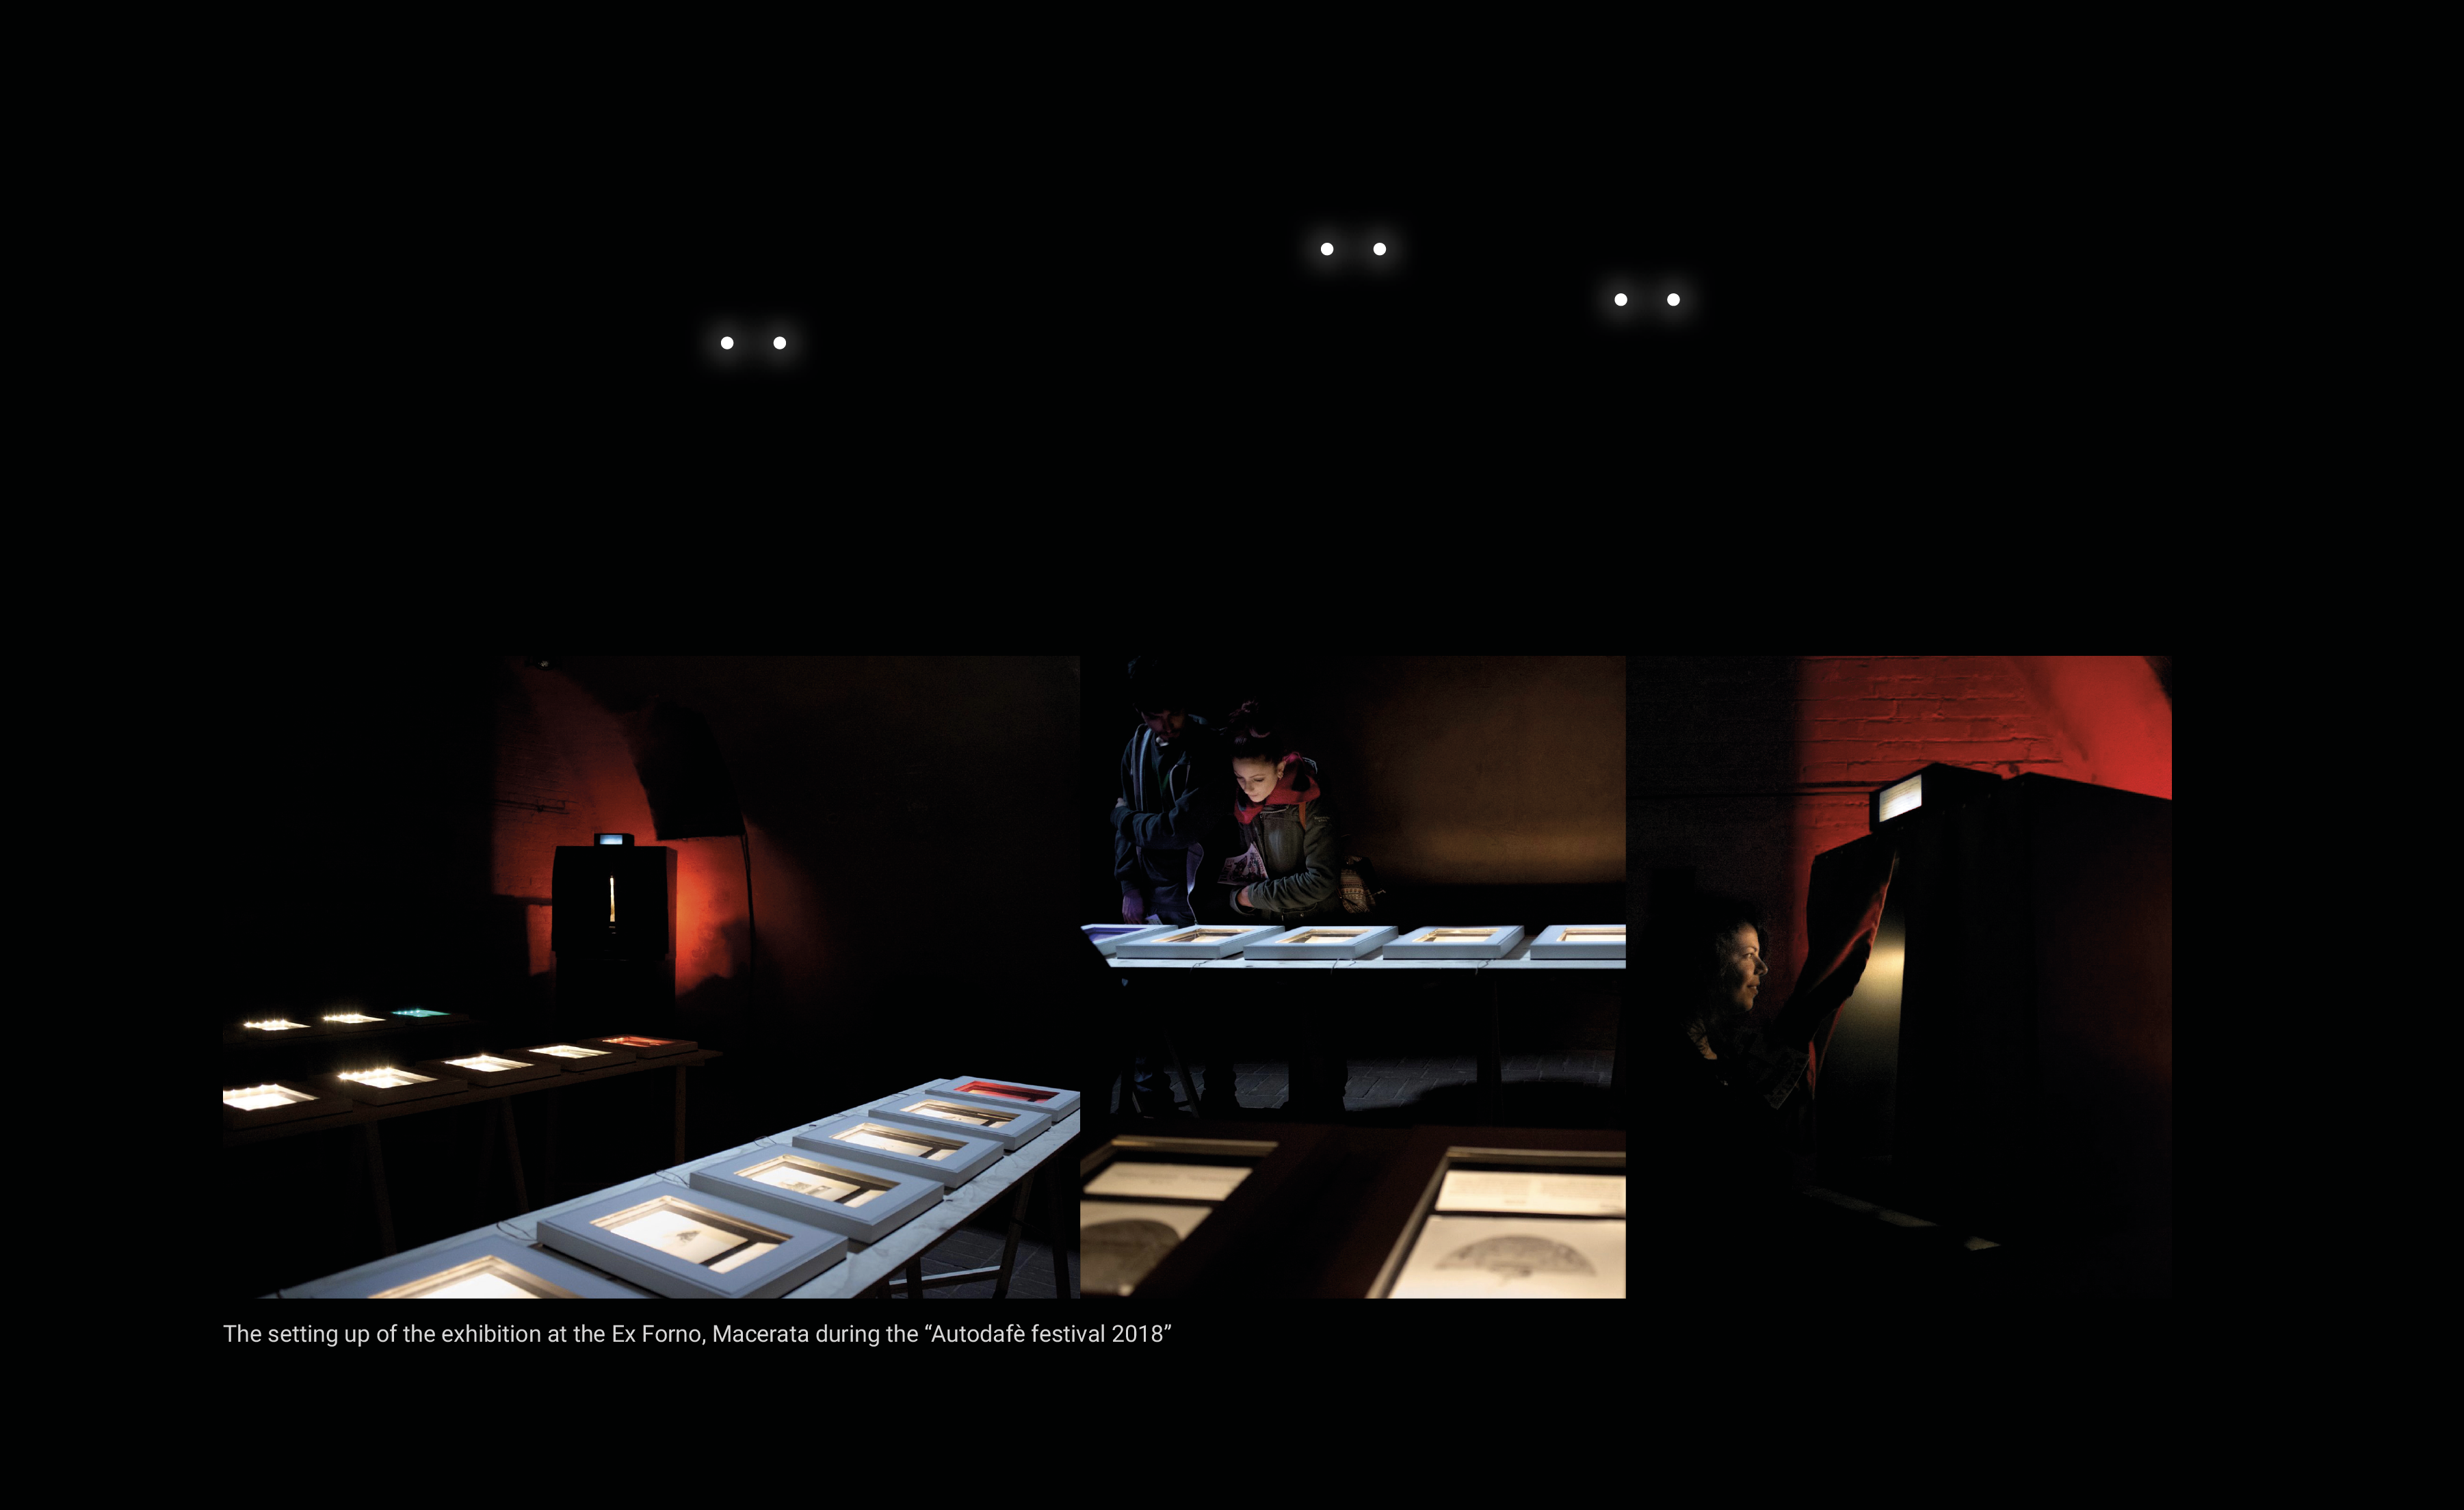 The setting up of the exhibition at the Ex Forno, Macerata during the “Autodafè festival 2018”